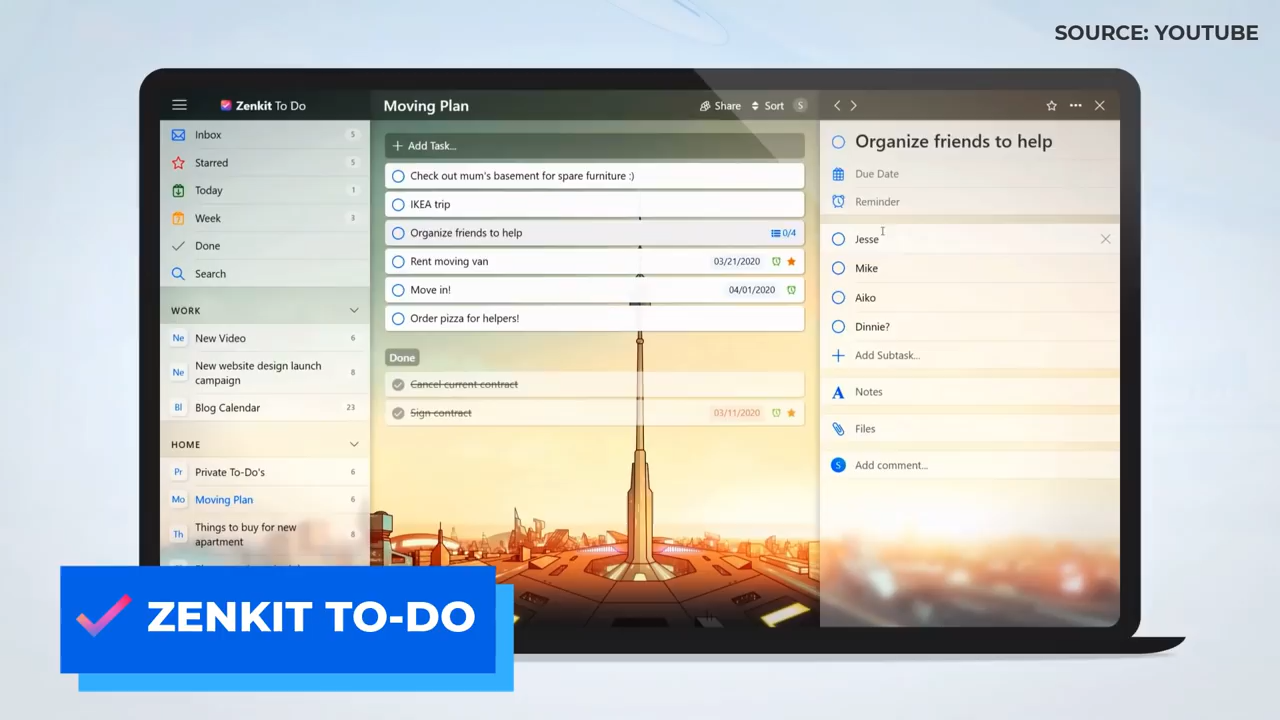 SOURCE: YOUTUBE
Zenkit To Do
Inbox 5
Starred 5
Today 1
7
Week 3
Done
Search
WORK
Ne New Video 6
Ne New website design launch campaign 8
Bl Blog Calendar 23
HOME
Pr Private To-Do's 6
Mo Moving Plan 6
Th Things to buy for new apartment 8
Moving Plan
Share Sort S
+ Add Task...
Check out mum's basement for spare furniture :)
IKEA trip
Organize friends to help 0/4
Rent moving van 03/21/2020
Move in! 04/01/2020
Order pizza for helpers!
Done
Cancel current contract
Sign contract 03/11/2020
Organize friends to help
Due Date
Reminder
Jesse
Mike
Aiko
Dinnie?
Add Subtask...
A Notes
Files
S Add comment...
ZENKIT TO-DO